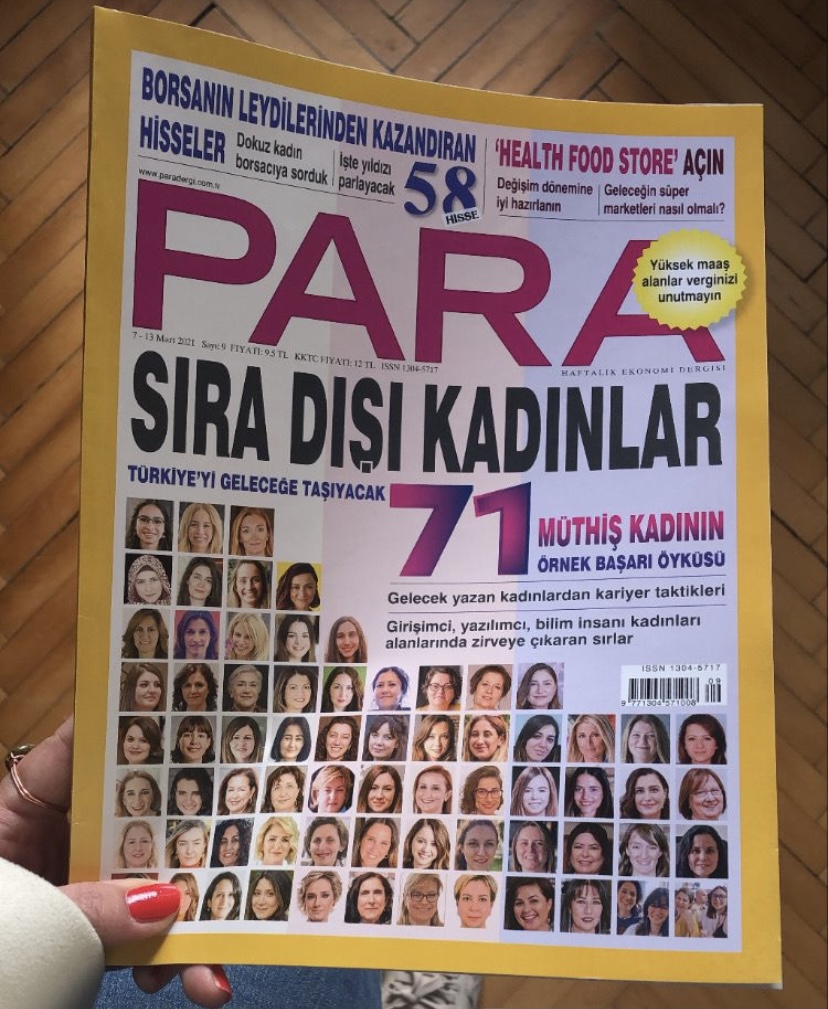 BORSANIN LEYDİLERİNDEN KAZANDIRAN
HİSSELER
Dokuz kadın
borsacıya sorduk
İşte yıldızı
parlayacak
58
HİSSE
'HEALTH FOOD STORE' AÇIN
Değişim dönemine
iyi hazırlanın
Geleceğin süper
marketleri nasıl olmalı?
www.paradergi.com.tr
PARA
Yüksek maaş
alanlar verginizi
unutmayın
7 - 13 Mart 2021 Sayı: 9 FİYATI: 9.5 TL KKTC FİYATI: 12 TL ISSN 1304-5717
HAFTALIK EKONOMİ DERGİSİ
SIRA DIŞI KADINLAR
TÜRKİYE'Yİ GELECEĞE TAŞIYACAK
71
MÜTHİŞ KADININ
ÖRNEK BAŞARI ÖYKÜSÜ
Gelecek yazan kadınlardan kariyer taktikleri
Girişimci, yazılımcı, bilim insanı kadınları
alanlarında zirveye çıkaran sırlar
ISSN 1304-5717
09
9 771304 571008